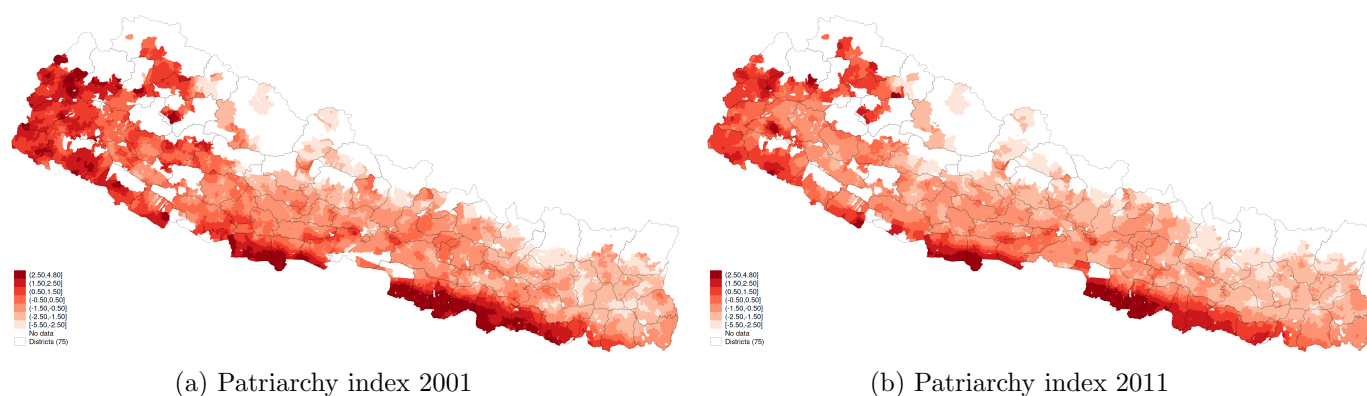 (2.50,4.80]
(1.50,2.50]
(0.50,1.50]
(-0.50,0.50]
(-1.50,-0.50]
(-2.50,-1.50]
[-5.50,-2.50]
No data
Districts (75)
(a) Patriarchy index 2001
(2.50,4.80]
(1.50,2.50]
(0.50,1.50]
(-0.50,0.50]
(-1.50,-0.50]
(-2.50,-1.50]
[-5.50,-2.50]
No data
Districts (75)
(b) Patriarchy index 2011